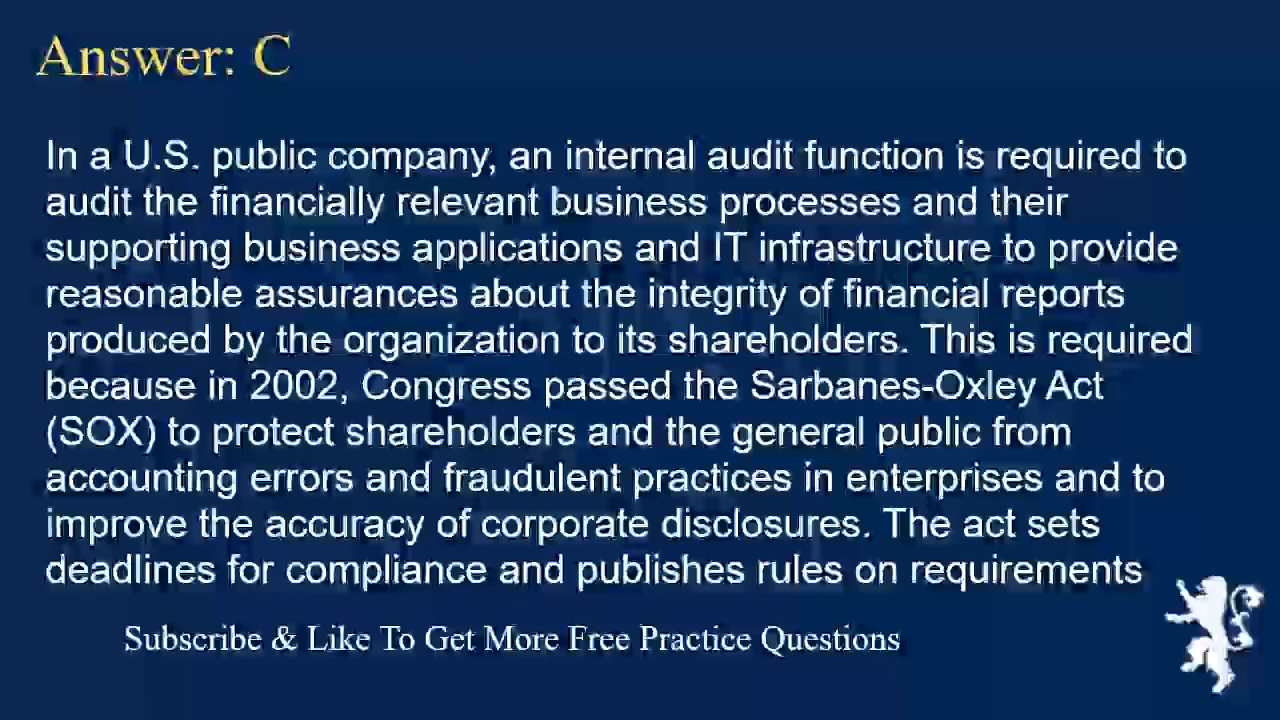 Answer: C
In a U.S. public company, an internal audit function is required to
audit the financially relevant business processes and their
supporting business applications and IT infrastructure to provide
reasonable assurances about the integrity of financial reports
produced by the organization to its shareholders. This is required
because in 2002, Congress passed the Sarbanes-Oxley Act
(SOX) to protect shareholders and the general public from
accounting errors and fraudulent practices in enterprises and to
improve the accuracy of corporate disclosures. The act sets
deadlines for compliance and publishes rules on requirements
Subscribe & Like To Get More Free Practice Questions